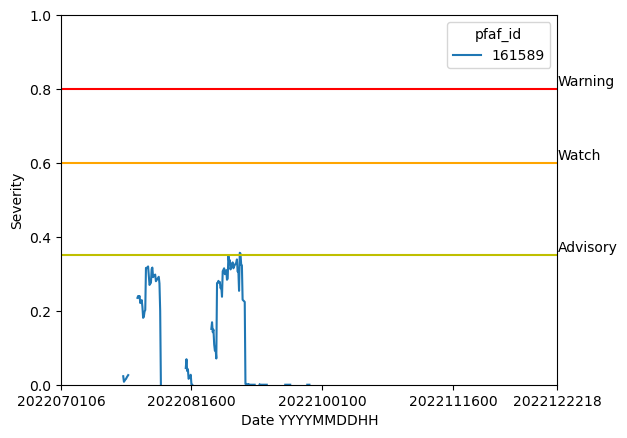 1.0
pfaf_id
161589
0.8
Warning
0.6
Watch
Severity
0.4
Advisory
0.2
0.0
2022070106 2022081600 2022100100 2022111600 2022122218
Date YYYYMMDDHH